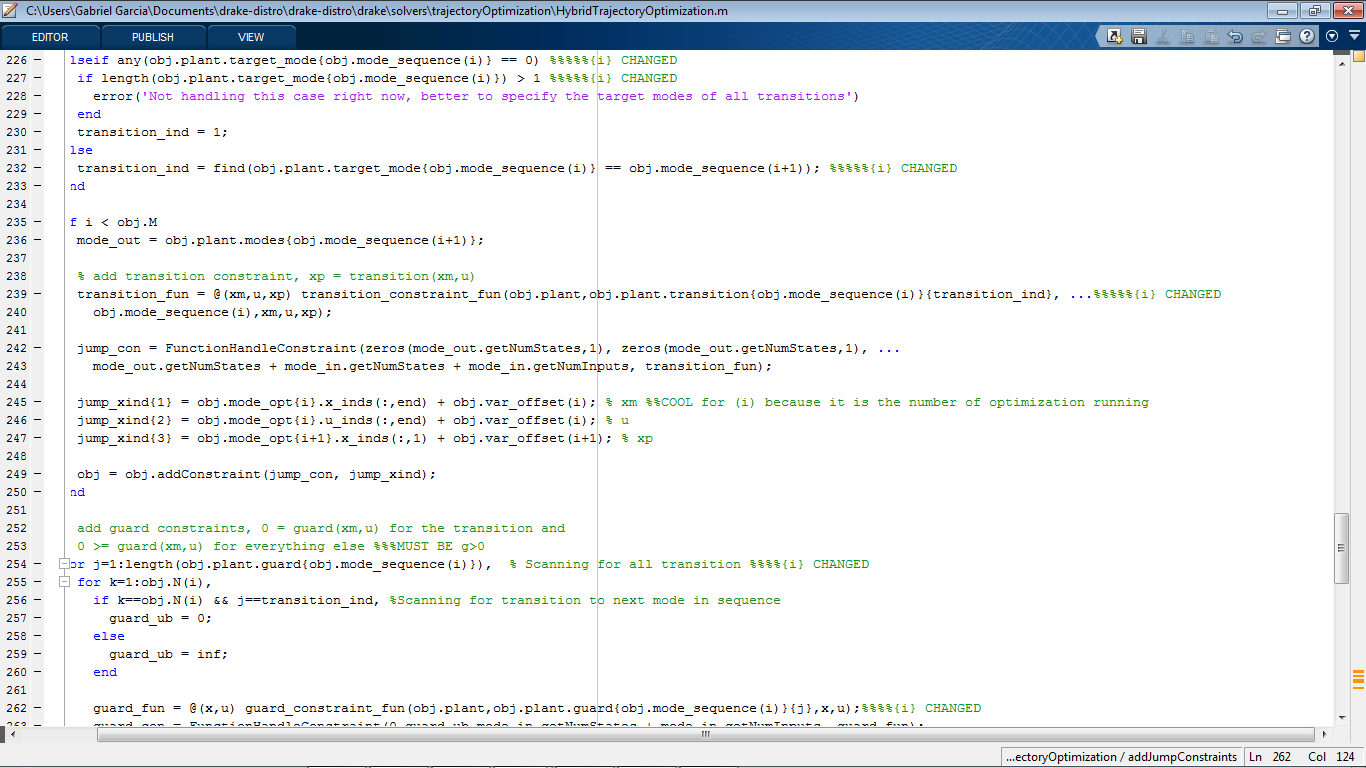 C:\Users\Gabriel Garcia\Documents\drake-distro\drake-distro\drake\solvers\trajectoryOptimization\HybridTrajectoryOptimization.m
EDITOR PUBLISH VIEW
226 – lseif any(obj.plant.target_mode{obj.mode_sequence(i)} == 0) %%%%%{i} CHANGED
227 – if length(obj.plant.target_mode{obj.mode_sequence(i)}) > 1 %%%%%{i} CHANGED
228 – error('Not handling this case right now, better to specify the target modes of all transitions')
229 – end
230 – transition_ind = 1;
231 – lse
232 – transition_ind = find(obj.plant.target_mode{obj.mode_sequence(i)} == obj.mode_sequence(i+1)); %%%%%{i} CHANGED
233 – nd
234
235 – f i < obj.M
236 – mode_out = obj.plant.modes{obj.mode_sequence(i+1)};
237
238 % add transition constraint, xp = transition(xm,u)
239 – transition_fun = @(xm,u,xp) transition_constraint_fun(obj.plant,obj.plant.transition{obj.mode_sequence(i)}{transition_ind}, ...%%%%%{i} CHANGED
240 obj.mode_sequence(i),xm,u,xp);
241
242 – jump_con = FunctionHandleConstraint(zeros(mode_out.getNumStates,1), zeros(mode_out.getNumStates,1), ...
243 mode_out.getNumStates + mode_in.getNumStates + mode_in.getNumInputs, transition_fun);
244
245 – jump_xind{1} = obj.mode_opt{i}.x_inds(:,end) + obj.var_offset(i); % xm %%COOL for (i) because it is the number of optimization running
246 – jump_xind{2} = obj.mode_opt{i}.u_inds(:,end) + obj.var_offset(i); % u
247 – jump_xind{3} = obj.mode_opt{i+1}.x_inds(:,1) + obj.var_offset(i+1); % xp
248
249 – obj = obj.addConstraint(jump_con, jump_xind);
250 – nd
251
252 add guard constraints, 0 = guard(xm,u) for the transition and
253 0 >= guard(xm,u) for everything else %%%MUST BE g>0
254 – or j=1:length(obj.plant.guard{obj.mode_sequence(i)}), % Scanning for all transition %%%%{i} CHANGED
255 – for k=1:obj.N(i),
256 – if k==obj.N(i) && j==transition_ind, %Scanning for transition to next mode in sequence
257 – guard_ub = 0;
258 – else
259 – guard_ub = inf;
260 – end
261
262 – guard_fun = @(x,u) guard_constraint_fun(obj.plant,obj.plant.guard{obj.mode_sequence(i)}{j},x,u);%%%%{i} CHANGED
263 – guard_con = FunctionHandleConstraint(0,guard_ub,mode_in.getNumStates + mode_in.getNumInputs, guard_fun);
...ectoryOptimization / addJumpConstraints Ln 262 Col 124